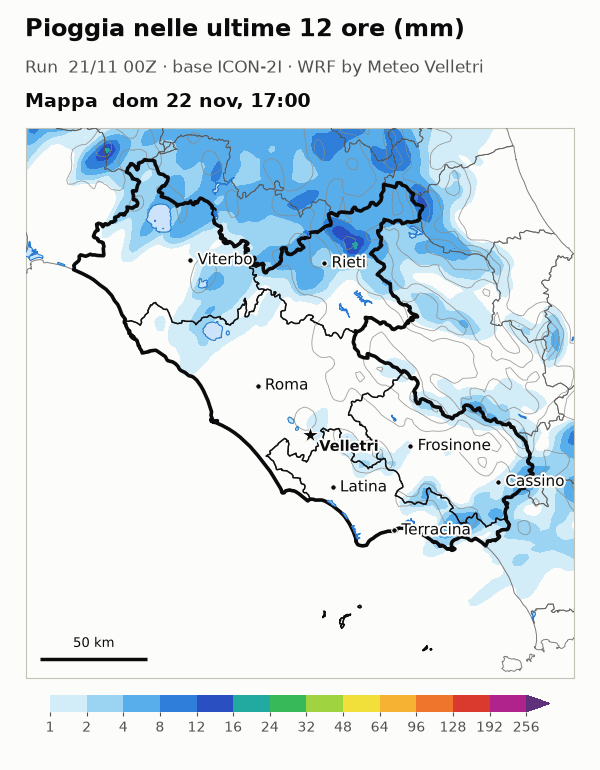 Pioggia nelle ultime 12 ore (mm)
Run  21/11 00Z · base ICON-2I · WRF by Meteo Velletri
Mappa  dom 22 nov, 17:00
Viterbo
Rieti
Roma
Velletri
Frosinone
Latina
Cassino
Terracina
50 km
1 2 4 8 12 16 24 32 48 64 96 128 192 256